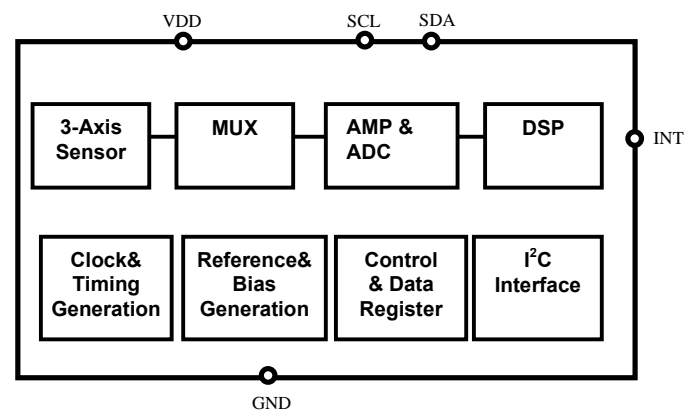 VDD
SCL
SDA
3-Axis
Sensor
MUX
AMP &
ADC
DSP
INT
Clock&
Timing
Generation
Reference&
Bias
Generation
Control
& Data
Register
I²C
Interface
GND